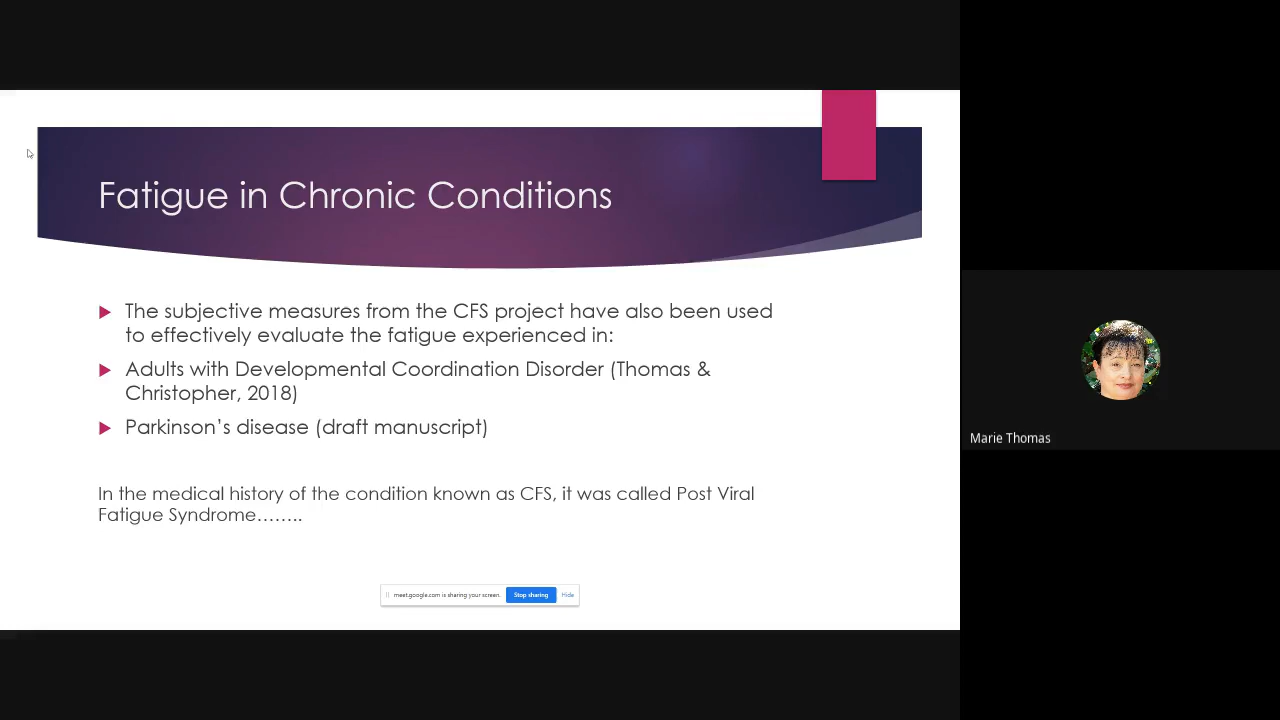 Fatigue in Chronic Conditions
The subjective measures from the CFS project have also been used
to effectively evaluate the fatigue experienced in:
Adults with Developmental Coordination Disorder (Thomas &
Christopher, 2018)
Parkinson’s disease (draft manuscript)
In the medical history of the condition known as CFS, it was called Post Viral
Fatigue Syndrome........
meet.google.com is sharing your screen. Stop sharing Hide
Marie Thomas